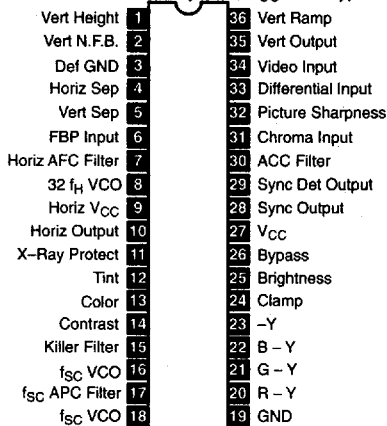 Vert Height 1 36 Vert Ramp
Vert N.F.B. 2 35 Vert Output
Def GND 3 34 Video Input
Horiz Sep 4 33 Differential Input
Vert Sep 5 32 Picture Sharpness
FBP Input 6 31 Chroma Input
Horiz AFC Filter 7 30 ACC Filter
32 fH VCO 8 29 Sync Det Output
Horiz VCC 9 28 Sync Output
Horiz Output 10 27 VCC
X–Ray Protect 11 26 Bypass
Tint 12 25 Brightness
Color 13 24 Clamp
Contrast 14 23 –Y
Killer Filter 15 22 B – Y
fSC VCO 16 21 G – Y
fSC APC Filter 17 20 R – Y
fSC VCO 18 19 GND